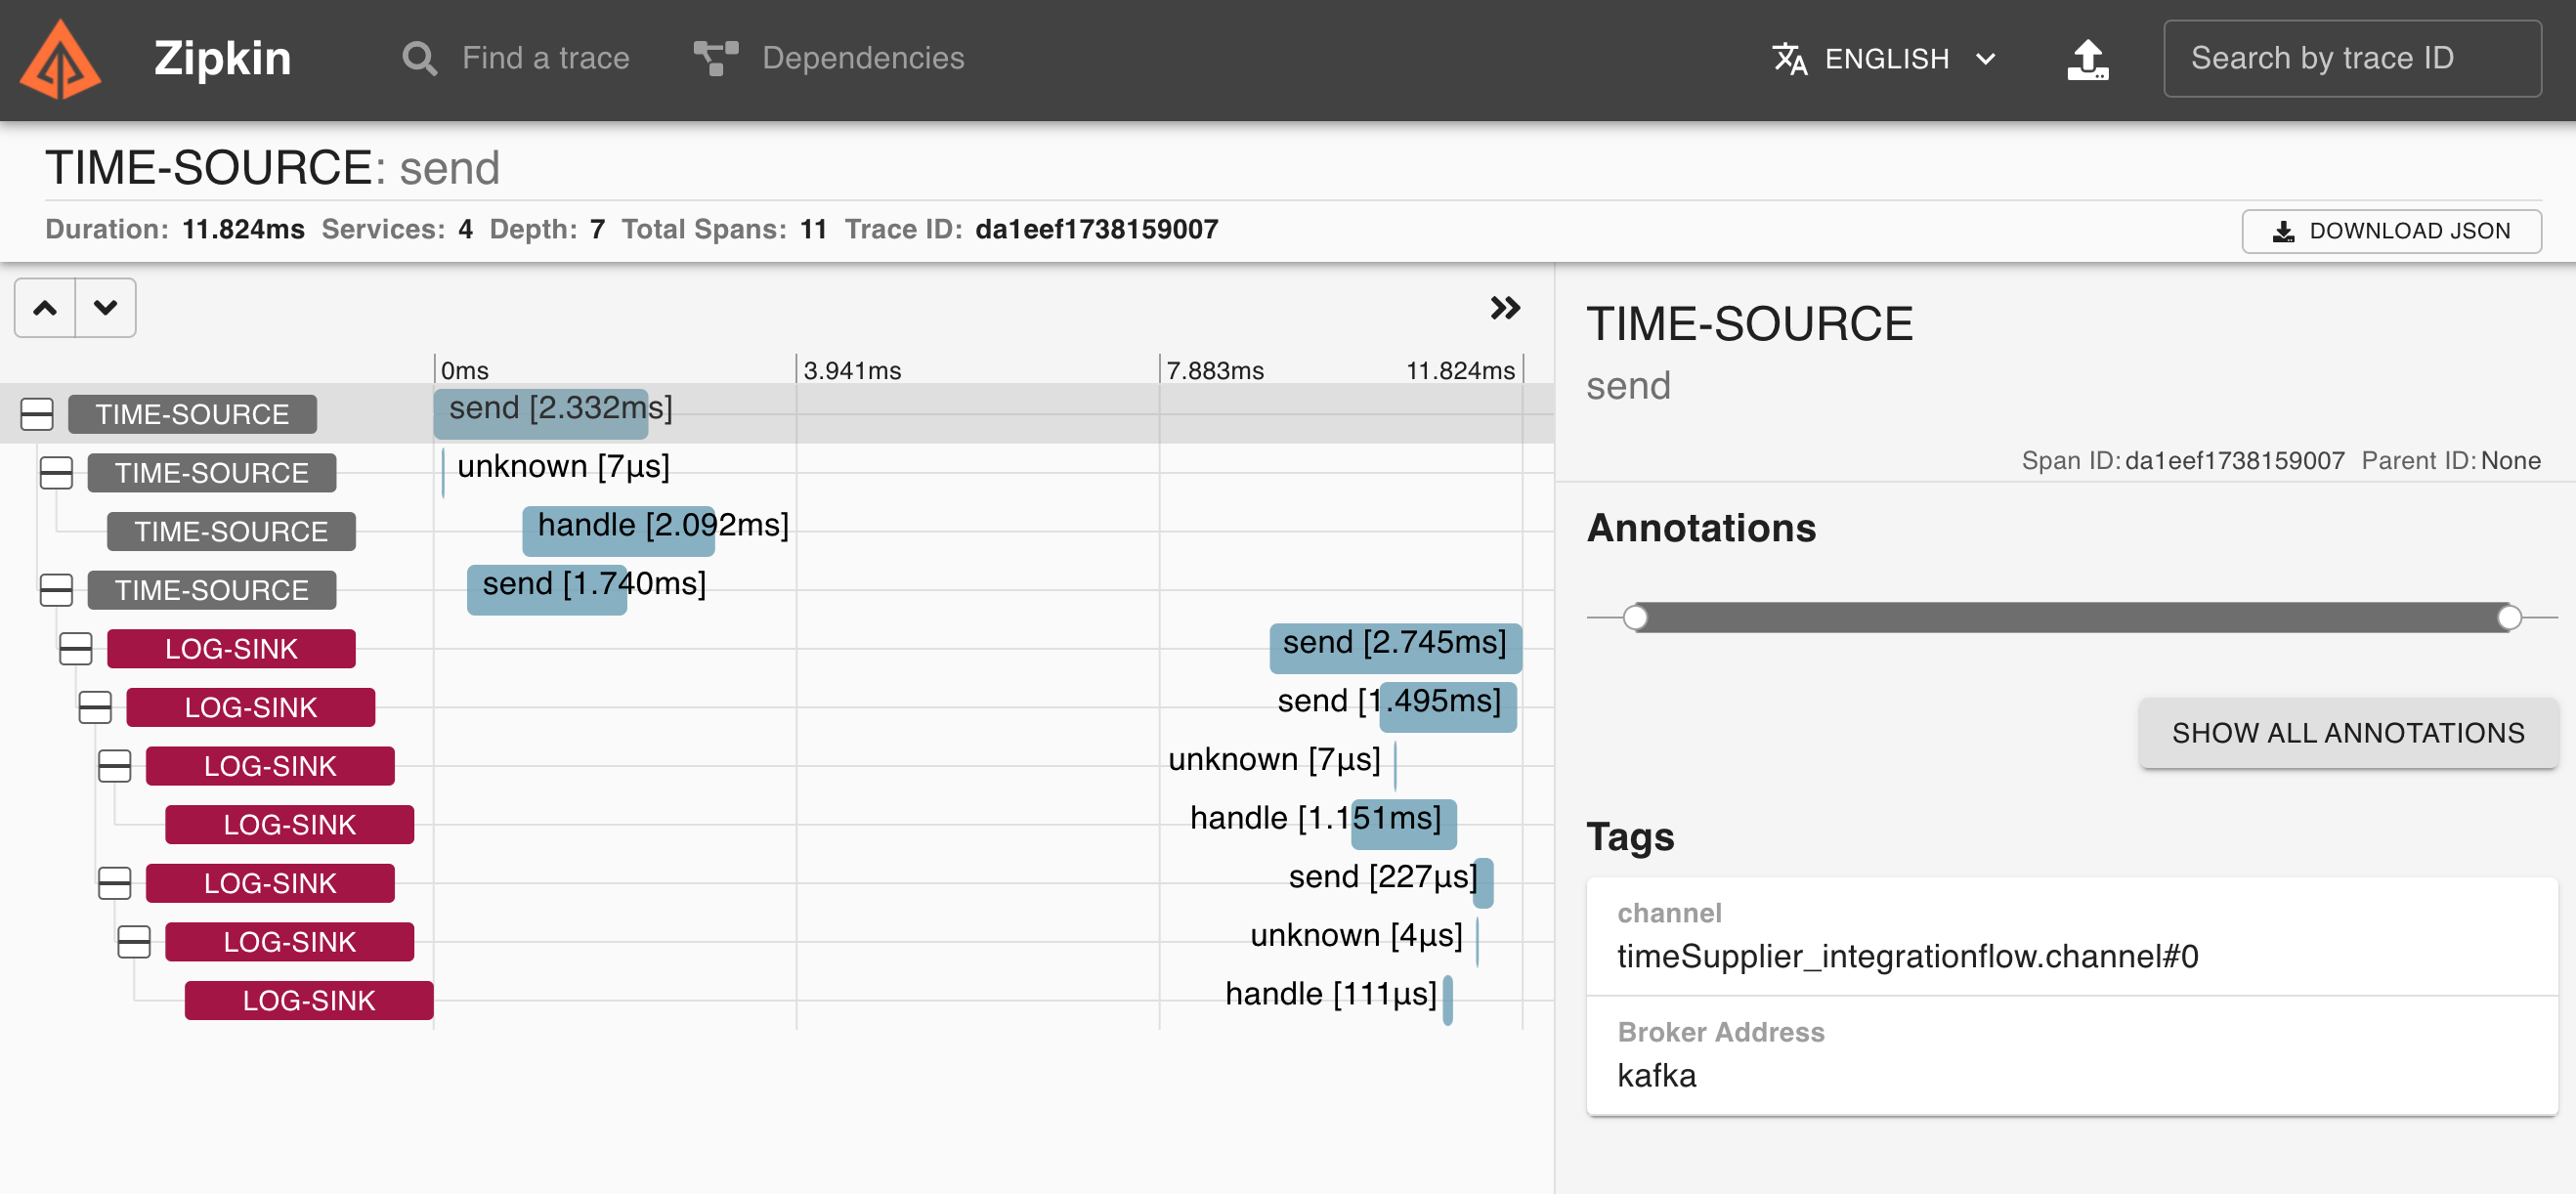 Zipkin
Find a trace
Dependencies
ENGLISH
Search by trace ID
TIME-SOURCE: send
Duration: 11.824ms Services: 4 Depth: 7 Total Spans: 11 Trace ID: da1eef1738159007
DOWNLOAD JSON
0ms 3.941ms 7.883ms 11.824ms
TIME-SOURCE send [2.332ms]
TIME-SOURCE unknown [7µs]
TIME-SOURCE handle [2.092ms]
TIME-SOURCE send [1.740ms]
LOG-SINK send [2.745ms]
LOG-SINK send [1.495ms]
LOG-SINK unknown [7µs]
LOG-SINK handle [1.151ms]
LOG-SINK send [227µs]
LOG-SINK unknown [4µs]
LOG-SINK handle [111µs]
TIME-SOURCE
send
Span ID: da1eef1738159007 Parent ID: None
Annotations
SHOW ALL ANNOTATIONS
Tags
channel
timeSupplier_integrationflow.channel#0
Broker Address
kafka